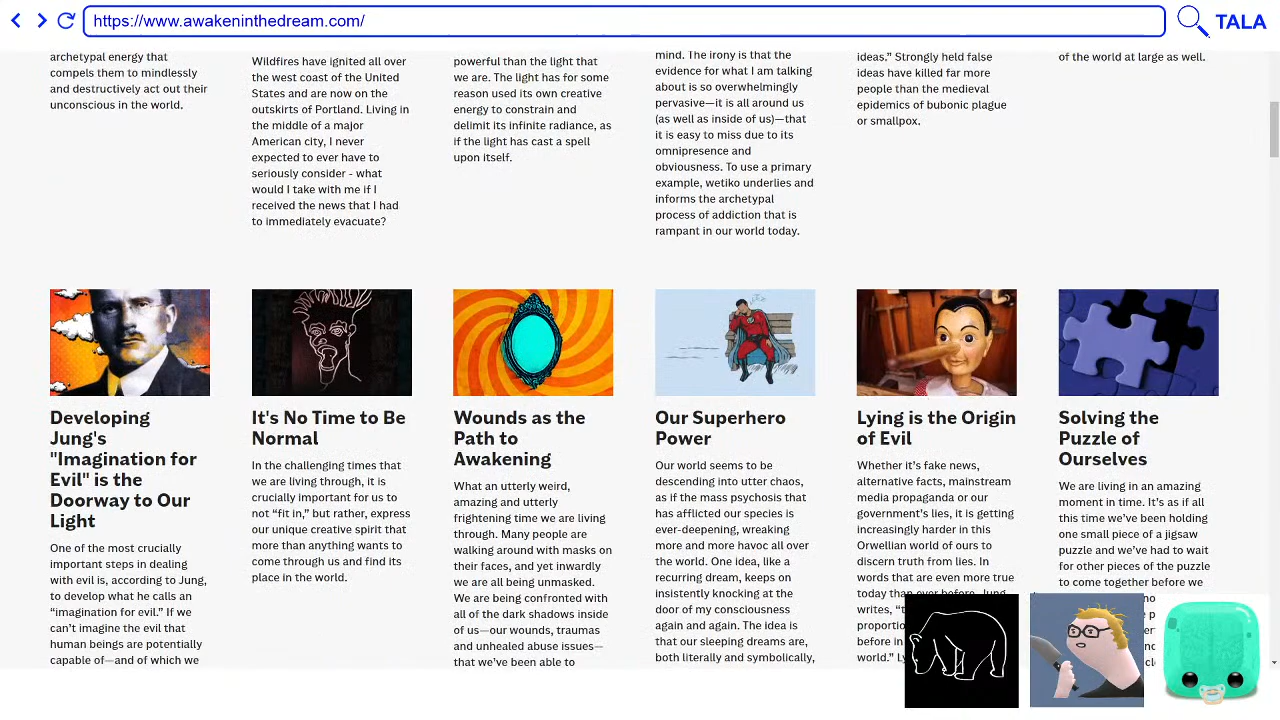 https://www.awakeninthedream.com/
TALA
archetypal energy that
compels them to mindlessly
and destructively act out their
unconscious in the world.
Wildfires have ignited all over
the west coast of the United
States and are now on the
outskirts of Portland. Living in
the middle of a major
American city, I never
expected to ever have to
seriously consider - what
would I take with me if I
received the news that I had
to immediately evacuate?
powerful than the light that
we are. The light has for some
reason used its own creative
energy to constrain and
delimit its infinite radiance, as
if the light has cast a spell
upon itself.
mind. The irony is that the
evidence for what I am talking
about is so overwhelmingly
pervasive—it is all around us
(as well as inside of us)—that
it is easy to miss due to its
omnipresence and
obviousness. To use a primary
example, wetiko underlies and
informs the archetypal
process of addiction that is
rampant in our world today.
ideas.” Strongly held false
ideas have killed far more
people than the medieval
epidemics of bubonic plague
or smallpox.
of the world at large as well.
Developing
Jung's
"Imagination for
Evil" is the
Doorway to Our
Light
One of the most crucially
important steps in dealing
with evil is, according to Jung,
to develop what he calls an
“imagination for evil.” If we
can’t imagine the evil that
human beings are potentially
capable of—and of which we
It's No Time to Be
Normal
In the challenging times that
we are living through, it is
crucially important for us to
not “fit in,” but rather, express
our unique creative spirit that
more than anything wants to
come through us and find its
place in the world.
Wounds as the
Path to
Awakening
What an utterly weird,
amazing and utterly
frightening time we are living
through. Many people are
walking around with masks on
their faces, and yet inwardly
we are all being unmasked.
We are being confronted with
all of the dark shadows inside
of us—our wounds, traumas
and unhealed abuse issues—
that we’ve been able to
Our Superhero
Power
Our world seems to be
descending into utter chaos,
as if the mass psychosis that
has afflicted our species is
ever-deepening, wreaking
more and more havoc all over
the world. One idea, like a
recurring dream, keeps on
insistently knocking at the
door of my consciousness
again and again. The idea is
that our sleeping dreams are,
both literally and symbolically,
Lying is the Origin
of Evil
Whether it’s fake news,
alternative facts, mainstream
media propaganda or our
government’s lies, it is getting
increasingly harder in this
Orwellian world of ours to
discern truth from lies. In
words that are even more true
today than ever before, Jung
writes, “t
proportio
before in
world.” Ly
Solving the
Puzzle of
Ourselves
We are living in an amazing
moment in time. It’s as if all
this time we’ve been holding
one small piece of a jigsaw
puzzle and we’ve had to wait
for other pieces of the puzzle
to come together before we